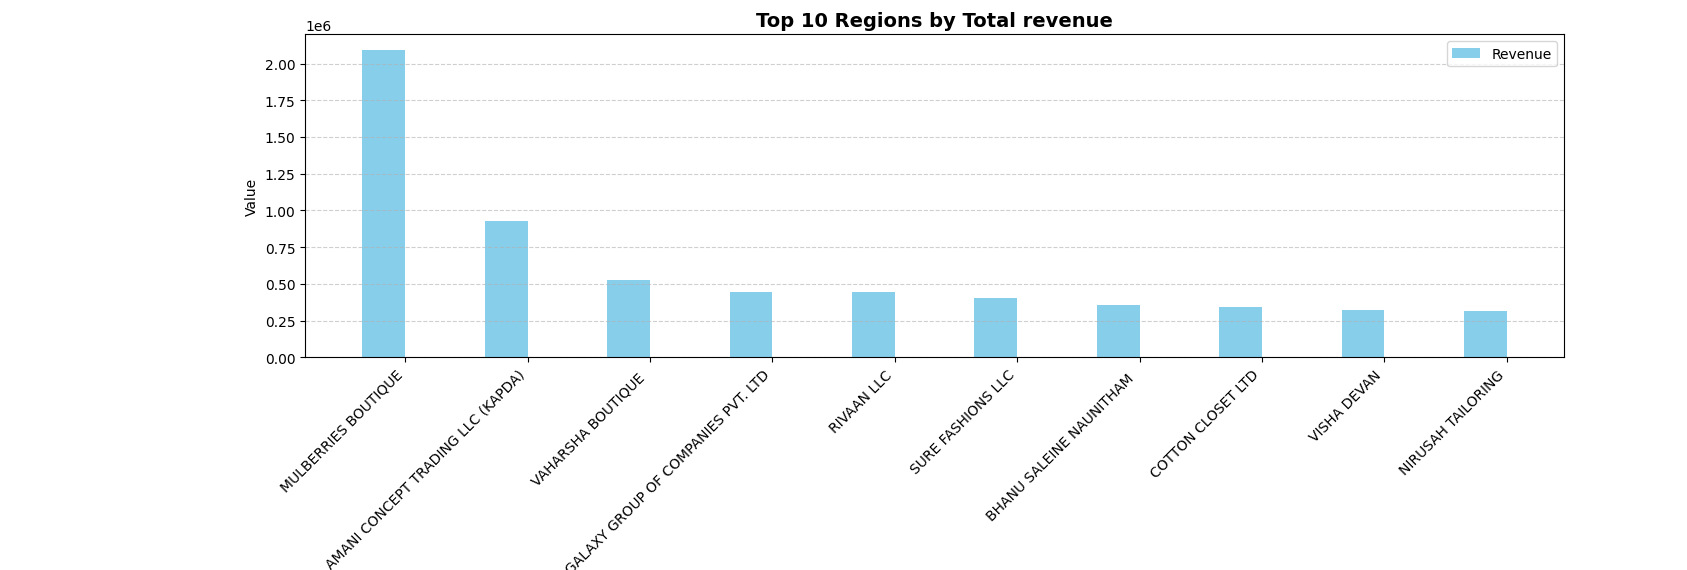 Top 10 Regions by Total revenue
1e6
Revenue
2.00
1.75
1.50
1.25
1.00
0.75
0.50
0.25
0.00
Value
MULBERRIES BOUTIQUE
AMANI CONCEPT TRADING LLC (KAPDA)
VAHARSHA BOUTIQUE
GALAXY GROUP OF COMPANIES PVT. LTD
RIVAAN LLC
SURE FASHIONS LLC
BHANU SALEINE NAUNITHAM
COTTON CLOSET LTD
VISHA DEVAN
NIRUSAH TAILORING